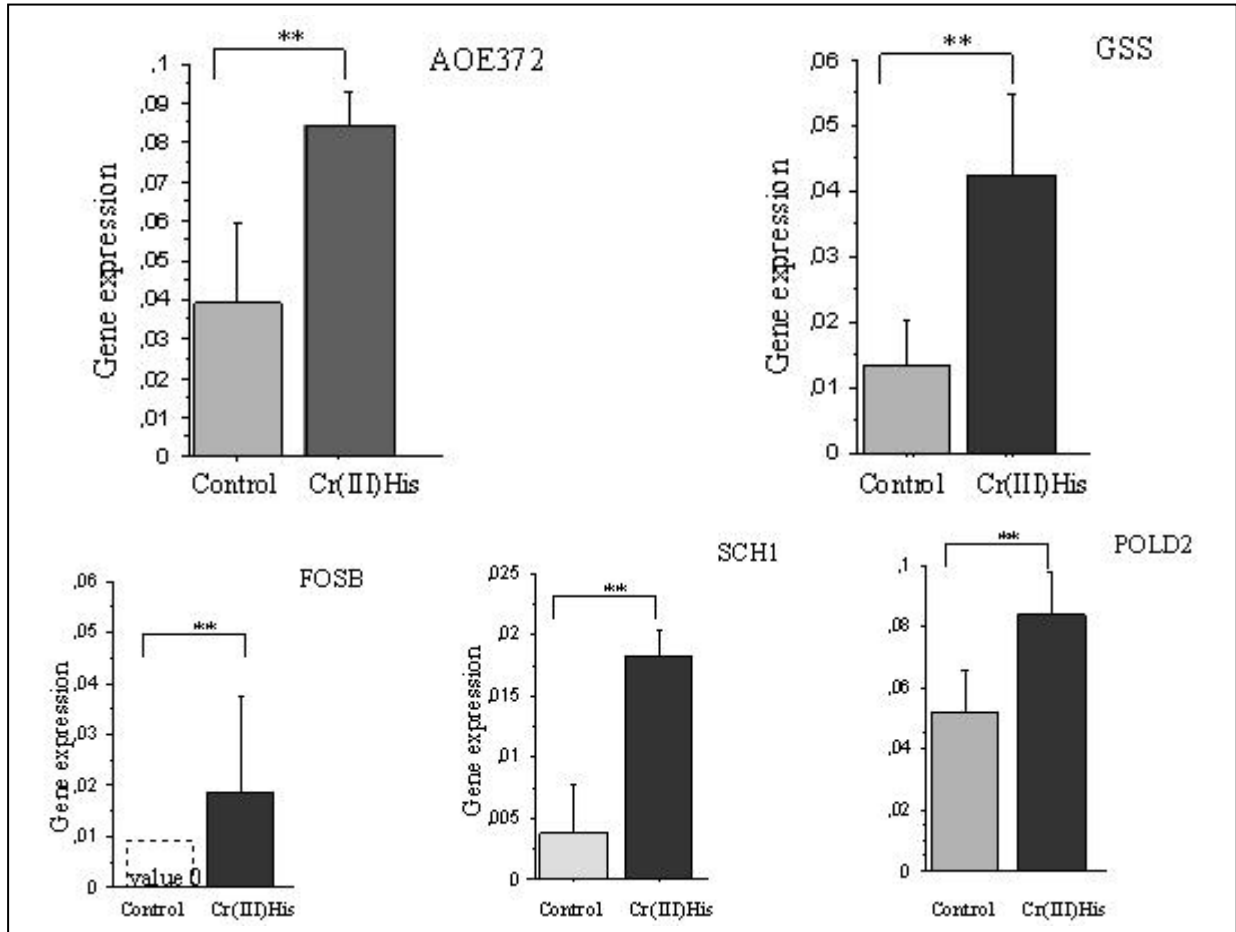 **
AOE372
,1
,09
,08
,07
,06
,05
,04
,03
,02
,01
0
Gene expression
Control Cr(III)His
**
GSS
,06
,05
,04
,03
,02
,01
0
Gene expression
Control Cr(III)His
FOSB
,06
,05
,04
,03
,02
,01
0
**
Gene expression
value 0
Control Cr(III)His
SCH1
,025
,02
,015
,01
,005
0
**
Gene expression
Control Cr(III)His
POLD2
**
,1
,08
,06
,04
,02
0
Control Cr(III)His